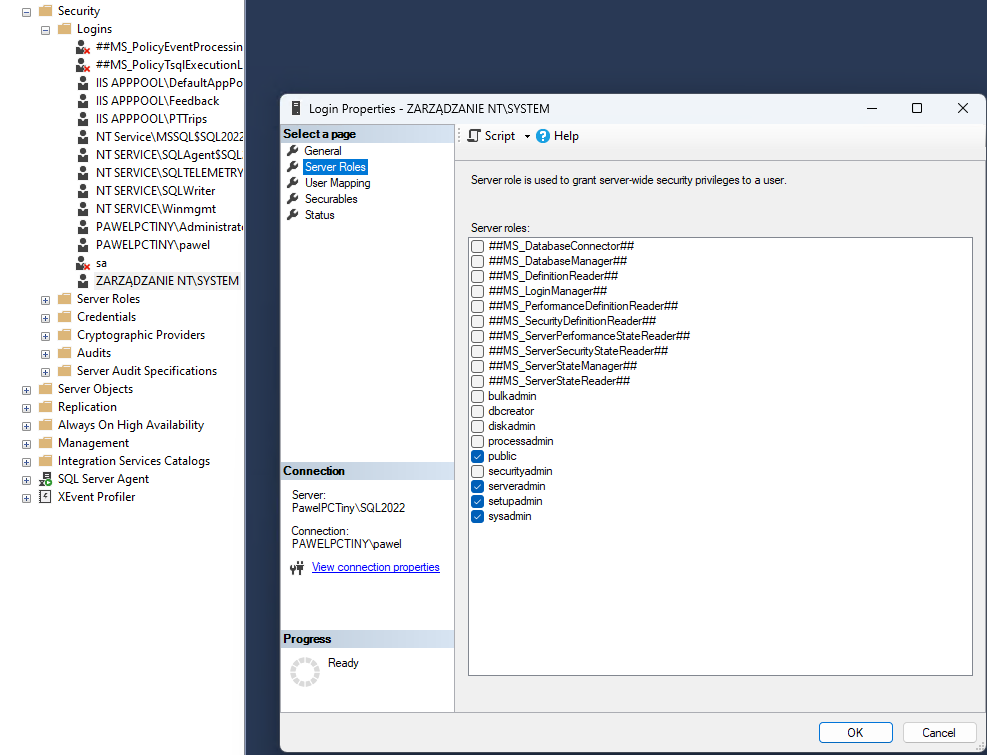 Security
Logins
##MS_PolicyEventProcessin
##MS_PolicyTsqlExecutionL
IIS APPPOOL\DefaultAppPo
IIS APPPOOL\Feedback
IIS APPPOOL\PTTrips
NT Service\MSSQL$SQL2022
NT SERVICE\SQLAgent$SQL
NT SERVICE\SQLTELEMETRY
NT SERVICE\SQLWriter
NT SERVICE\Winmgmt
PAWELPCTINY\Administrato
PAWELPCTINY\pawel
sa
ZARZĄDZANIE NT\SYSTEM
Server Roles
Credentials
Cryptographic Providers
Audits
Server Audit Specifications
Server Objects
Replication
Always On High Availability
Management
Integration Services Catalogs
SQL Server Agent
XEvent Profiler
Login Properties - ZARZĄDZANIE NT\SYSTEM
Select a page
General
Server Roles
User Mapping
Securables
Status
Connection
Server:
PawelPCTiny\SQL2022
Connection:
PAWELPCTINY\pawel
View connection properties
Progress
Ready
Script
Help
Server role is used to grant server-wide security privileges to a user.
Server roles:
##MS_DatabaseConnector##
##MS_DatabaseManager##
##MS_DefinitionReader##
##MS_LoginManager##
##MS_PerformanceDefinitionReader##
##MS_SecurityDefinitionReader##
##MS_ServerPerformanceStateReader##
##MS_ServerSecurityStateReader##
##MS_ServerStateManager##
##MS_ServerStateReader##
bulkadmin
dbcreator
diskadmin
processadmin
public
securityadmin
serveradmin
setupadmin
sysadmin
OK
Cancel